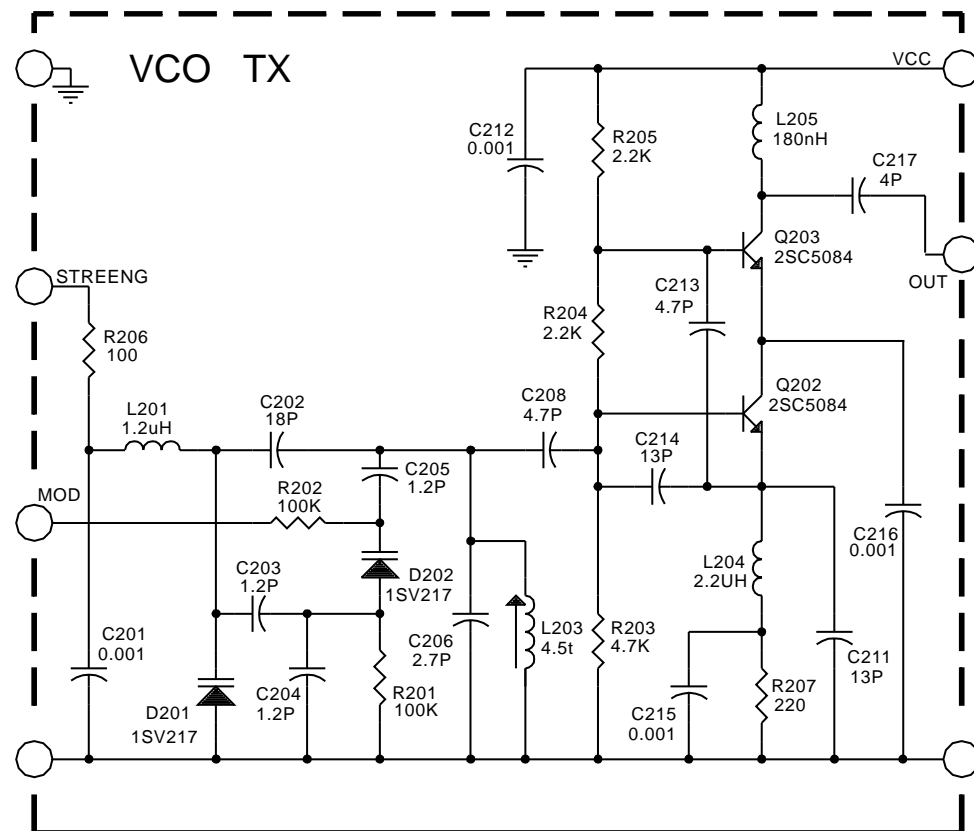 VCO TX
VCC
L205
180nH
C212
0.001
R205
2.2K
C217
4P
Q203
2SC5084
STREENG
OUT
C213
4.7P
R204
2.2K
R206
100
Q202
2SC5084
C202
18P
C208
4.7P
L201
1.2uH
C214
13P
C205
1.2P
MOD
R202
100K
C216
0.001
L204
2.2UH
C203
1.2P
D202
1SV217
C201
0.001
C206
2.7P
L203
4.5t
R203
4.7K
C211
13P
C204
1.2P
R201
100K
R207
220
D201
1SV217
C215
0.001